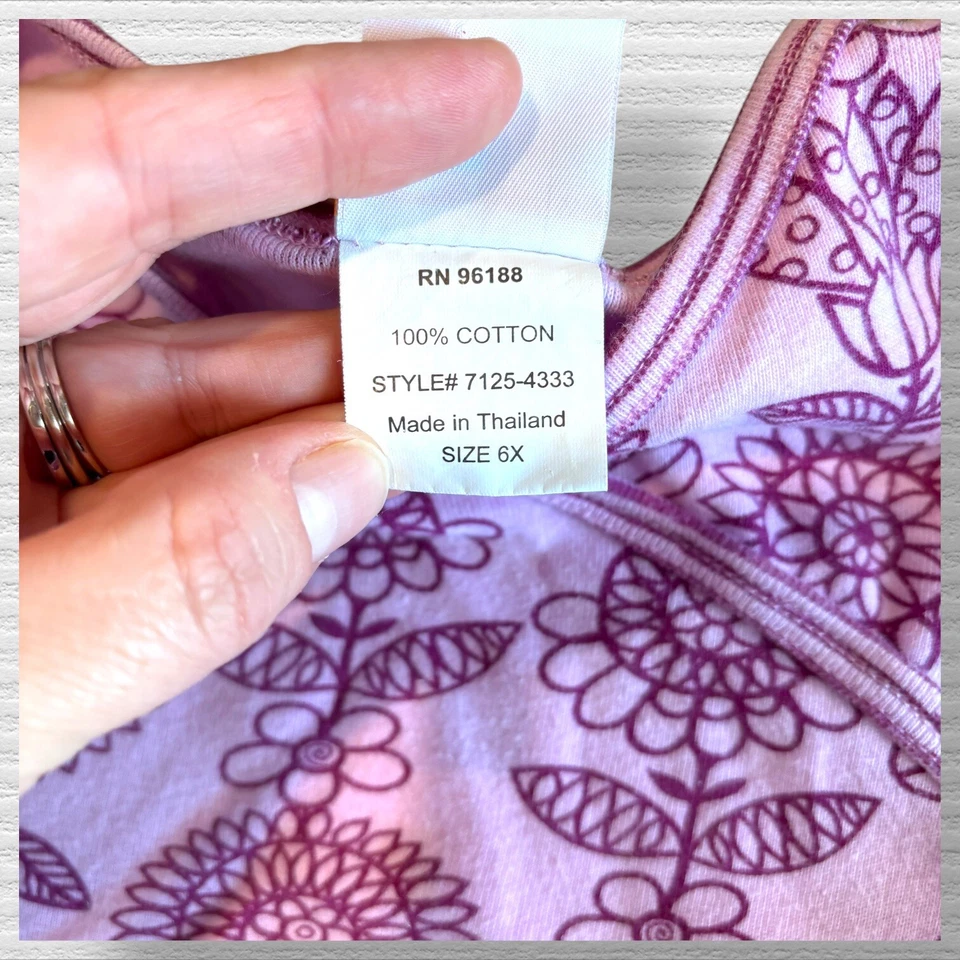 RN 96188
100% COTTON
STYLE# 7125-4333
Made in Thailand
SIZE 6X